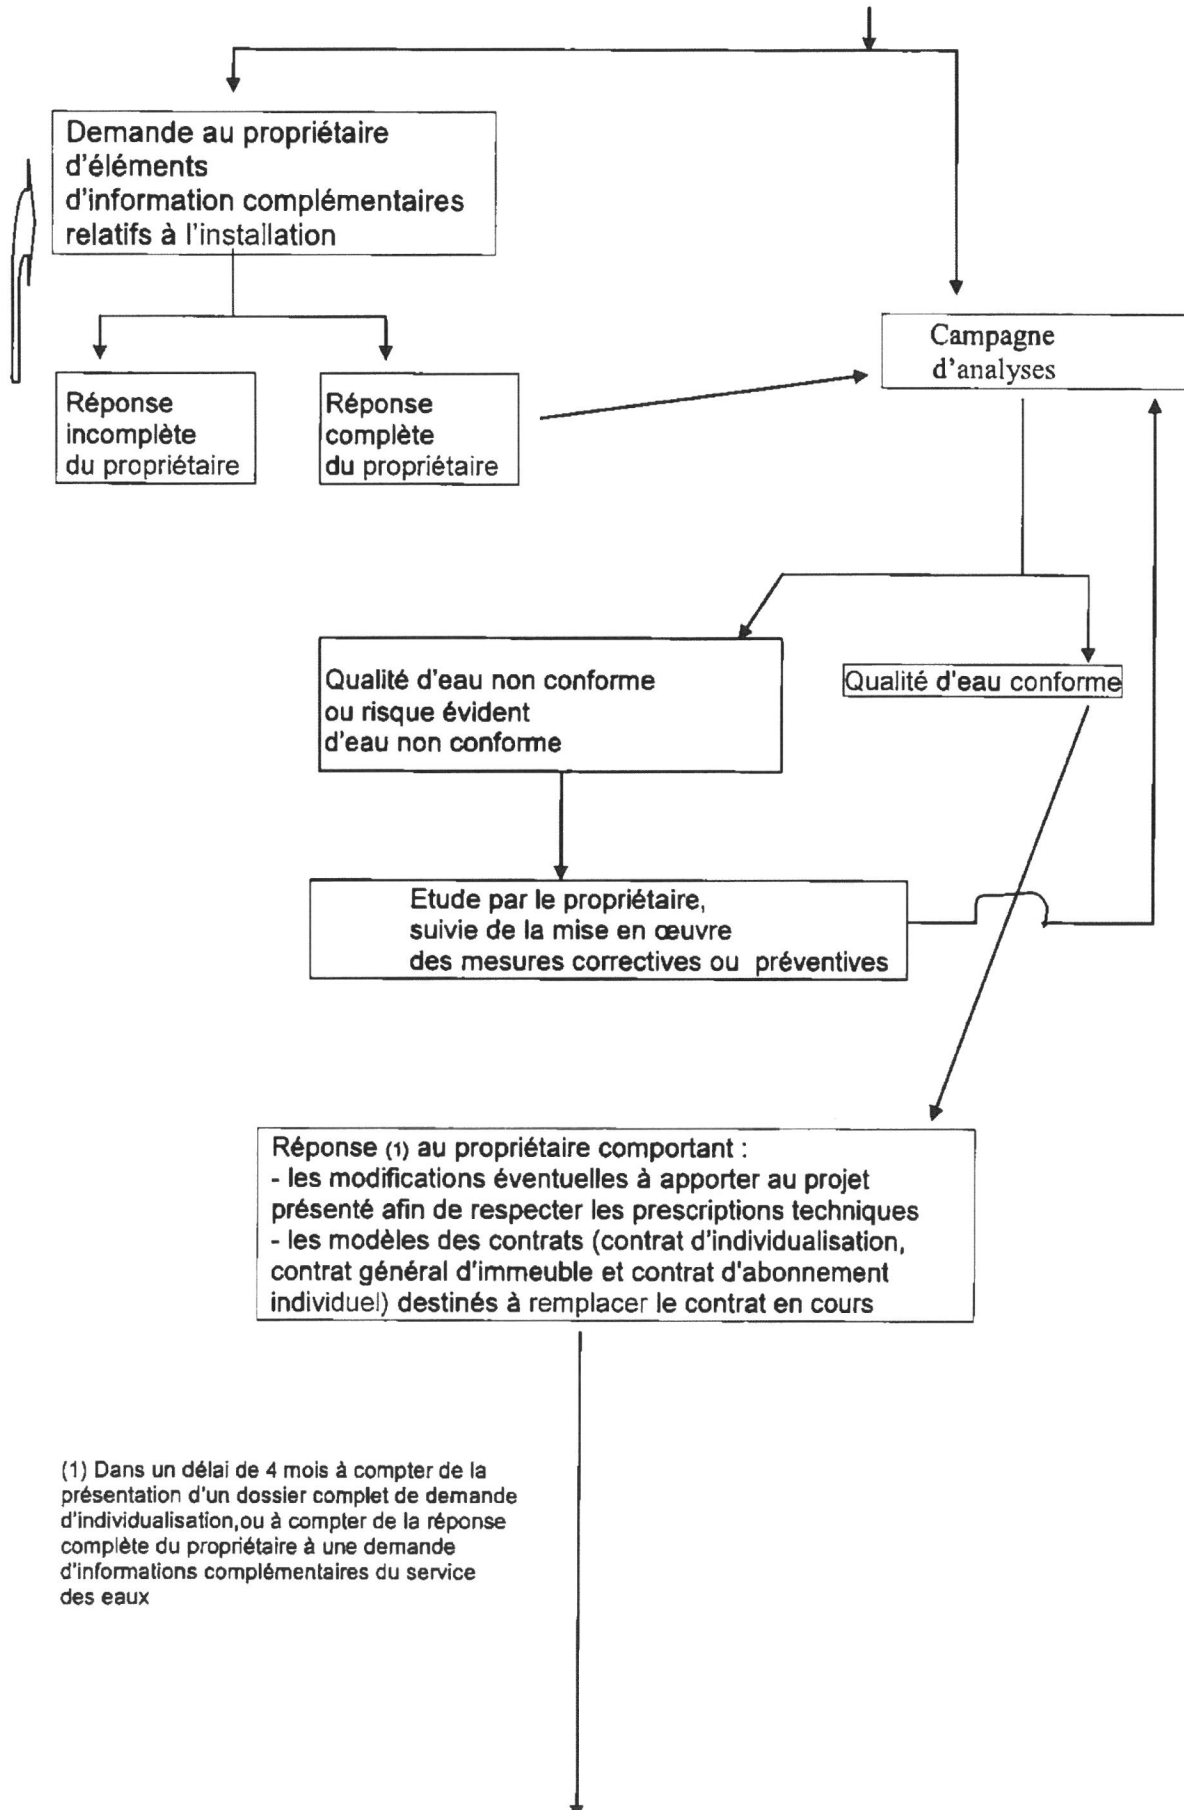 Demande au propriétaire
d'éléments
d'information complémentaires
relatifs à l'installation
Campagne
d'analyses
Réponse
incomplète
du propriétaire
Réponse
complète
du propriétaire
Qualité d'eau non conforme
ou risque évident
d'eau non conforme
Qualité d'eau conforme
Etude par le propriétaire,
suivie de la mise en œuvre
des mesures correctives ou préventives
Réponse (1) au propriétaire comportant :
- les modifications éventuelles à apporter au projet
présenté afin de respecter les prescriptions techniques
- les modèles des contrats (contrat d'individualisation,
contrat général d'immeuble et contrat d'abonnement
individuel) destinés à remplacer le contrat en cours
(1) Dans un délai de 4 mois à compter de la
présentation d'un dossier complet de demande
d'individualisation,ou à compter de la réponse
complète du propriétaire à une demande
d'informations complémentaires du service
des eaux